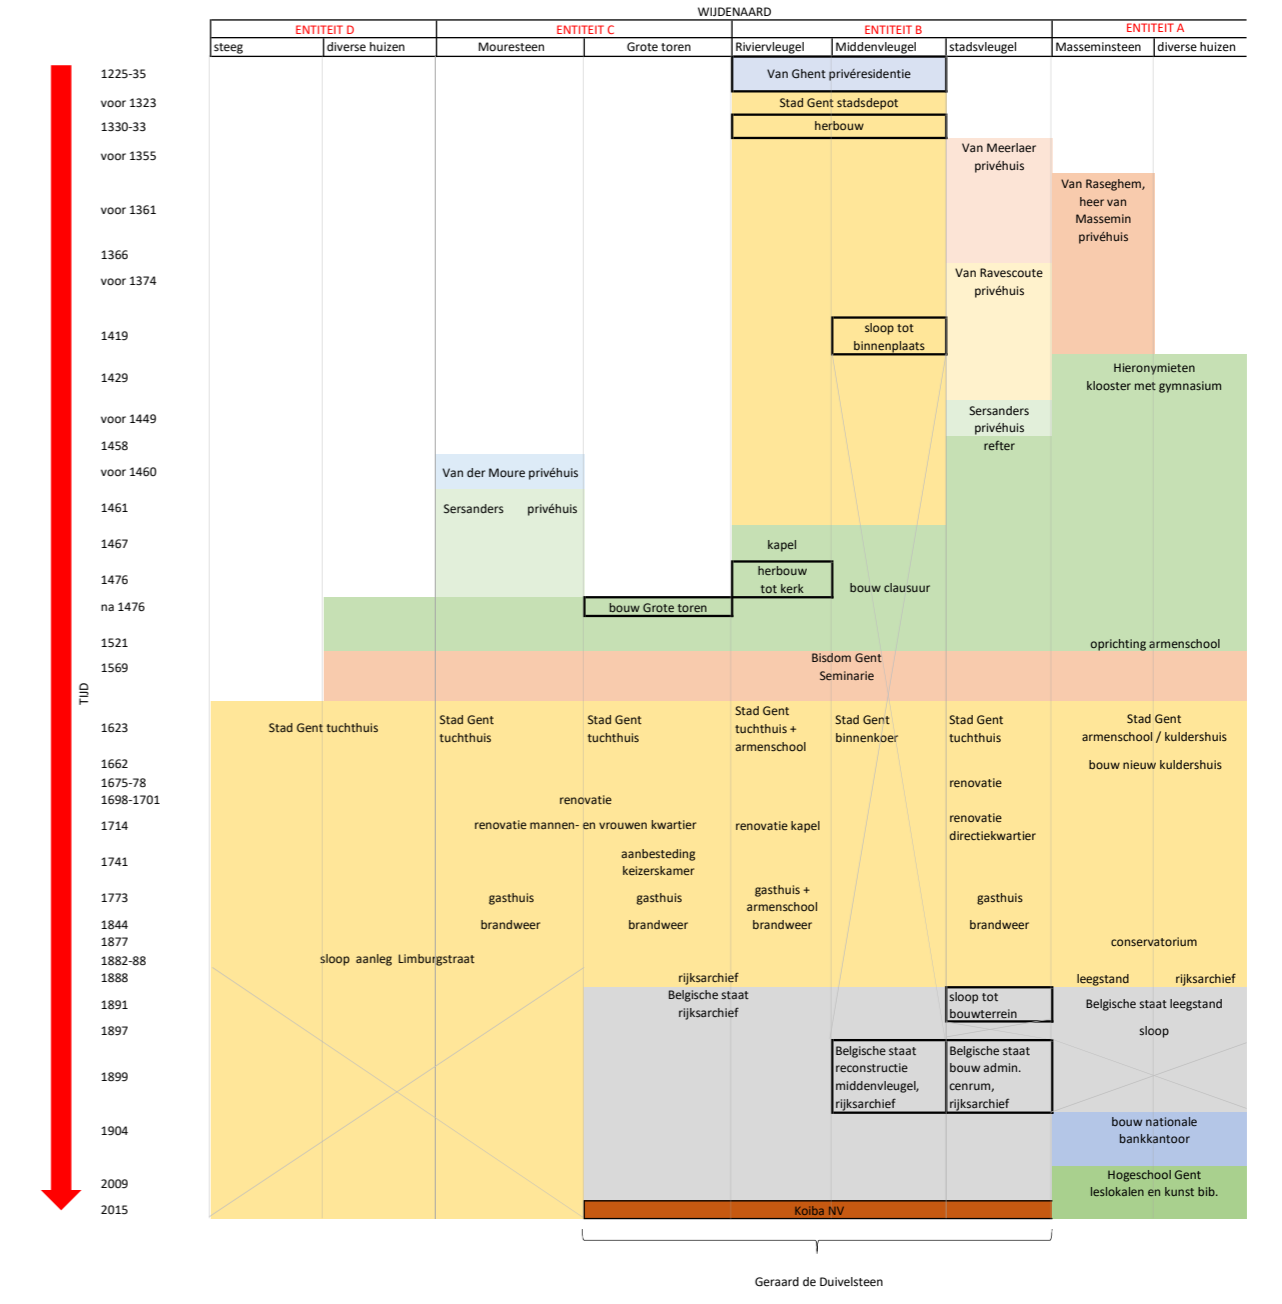 WIJDENAARD
ENTITEIT D ENTITEIT C ENTITEIT B ENTITEIT A
steeg diverse huizen Mouresteen Grote toren Riviervleugel Middenvleugel stadsvleugel Masseminsteen diverse huizen
1225-35 Van Ghent privéresidentie
voor 1323 Stad Gent stadsdepot
1330-33 herbouw
voor 1355 Van Meerlaer
privéhuis
voor 1361 Van Raseghem,
heer van
Massemin
privéhuis
1366
voor 1374 Van Ravescoute
privéhuis
1419 sloop tot
binnenplaats
1429 Hieronymieten
klooster met gymnasium
voor 1449 Sersanders
privéhuis
1458 refter
voor 1460 Van der Moure privéhuis
1461 Sersanders privéhuis
1467 kapel
1476 herbouw
tot kerk
bouw clausuur
na 1476 bouw Grote toren
1521 oprichting armenschool
1569 Bisdom Gent
Seminarie
TIJD
1623 Stad Gent tuchthuis
Stad Gent
tuchthuis
Stad Gent
tuchthuis
Stad Gent
tuchthuis +
armenschool
Stad Gent
binnenkoer
Stad Gent
tuchthuis
Stad Gent
armenschool / kuldershuis
1662 bouw nieuw kuldershuis
1675-78 renovatie
1698-1701 renovatie
1714 renovatie mannen- en vrouwen kwartier renovatie kapel
renovatie
directiekwartier
1741 aanbesteding
keizerskamer
1773 gasthuis gasthuis
gasthuis +
armenschool
gasthuis
1844 brandweer brandweer brandweer brandweer
1877 conservatorium
1882-88 sloop aanleg Limburgstraat
1888 rijksarchief leegstand rijksarchief
1891 Belgische staat
rijksarchief
sloop tot
bouwterrein
Belgische staat leegstand
1897 sloop
1899 Belgische staat
reconstructie
middenvleugel,
rijksarchief
Belgische staat
bouw admin.
cenrum,
rijksarchief
1904 bouw nationale
bankkantoor
2009 Hogeschool Gent
leslokalen en kunst bib.
2015 Koiba NV
Geraard de Duivelsteen